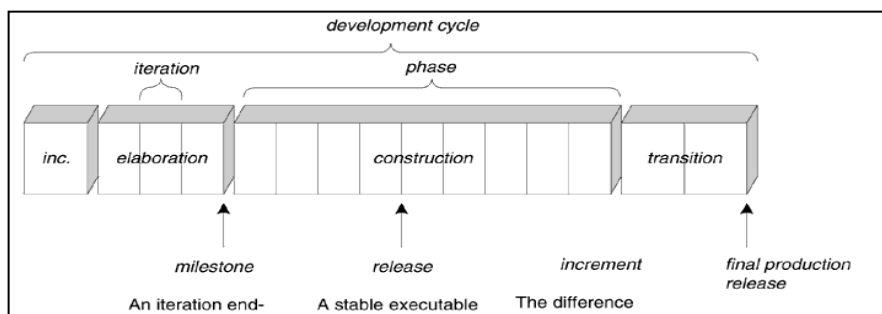 development cycle
iteration
phase
inc.
elaboration
construction
transition
milestone
release
increment
final production
release
An iteration end-
A stable executable
The difference